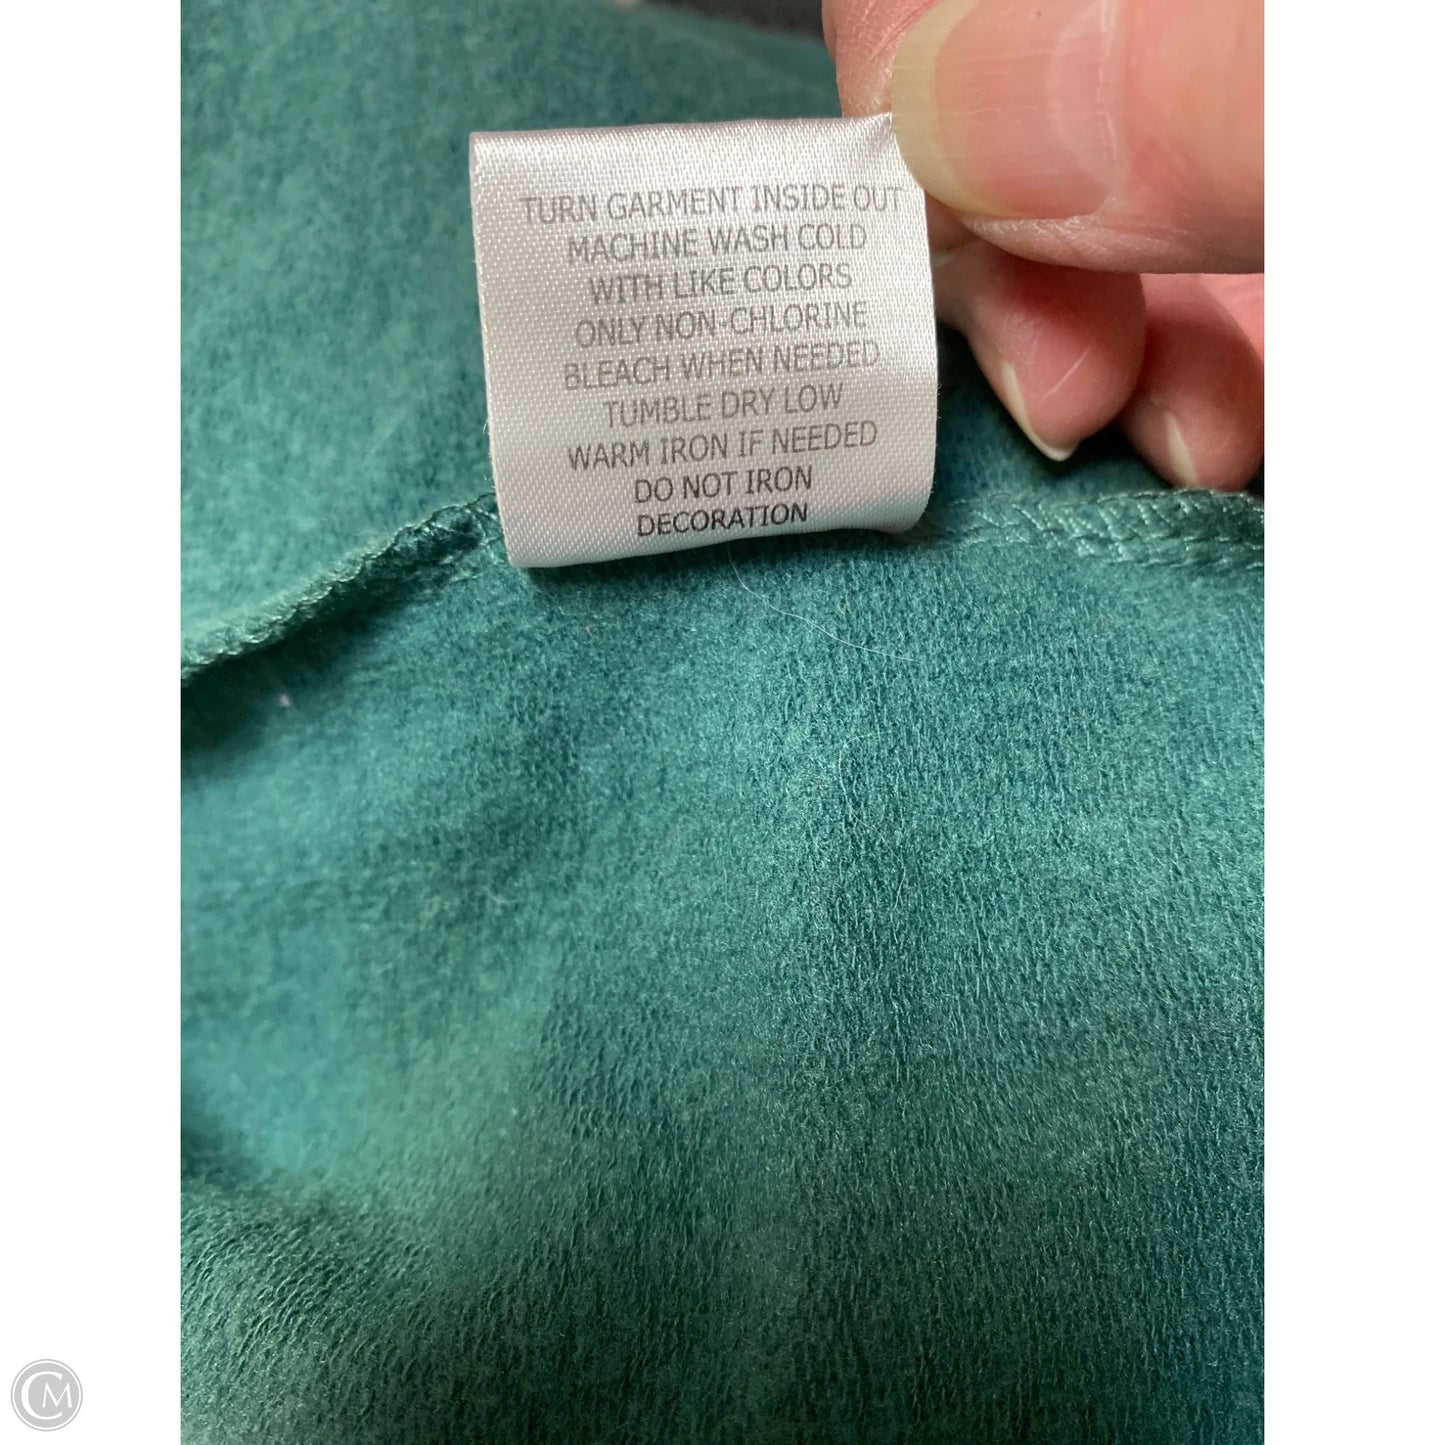 TURN GARMENT INSIDE OUT
MACHINE WASH COLD
WITH LIKE COLORS
ONLY NON-CHLORINE
BLEACH WHEN NEEDED
TUMBLE DRY LOW
WARM IRON IF NEEDED
DO NOT IRON
DECORATION
CM